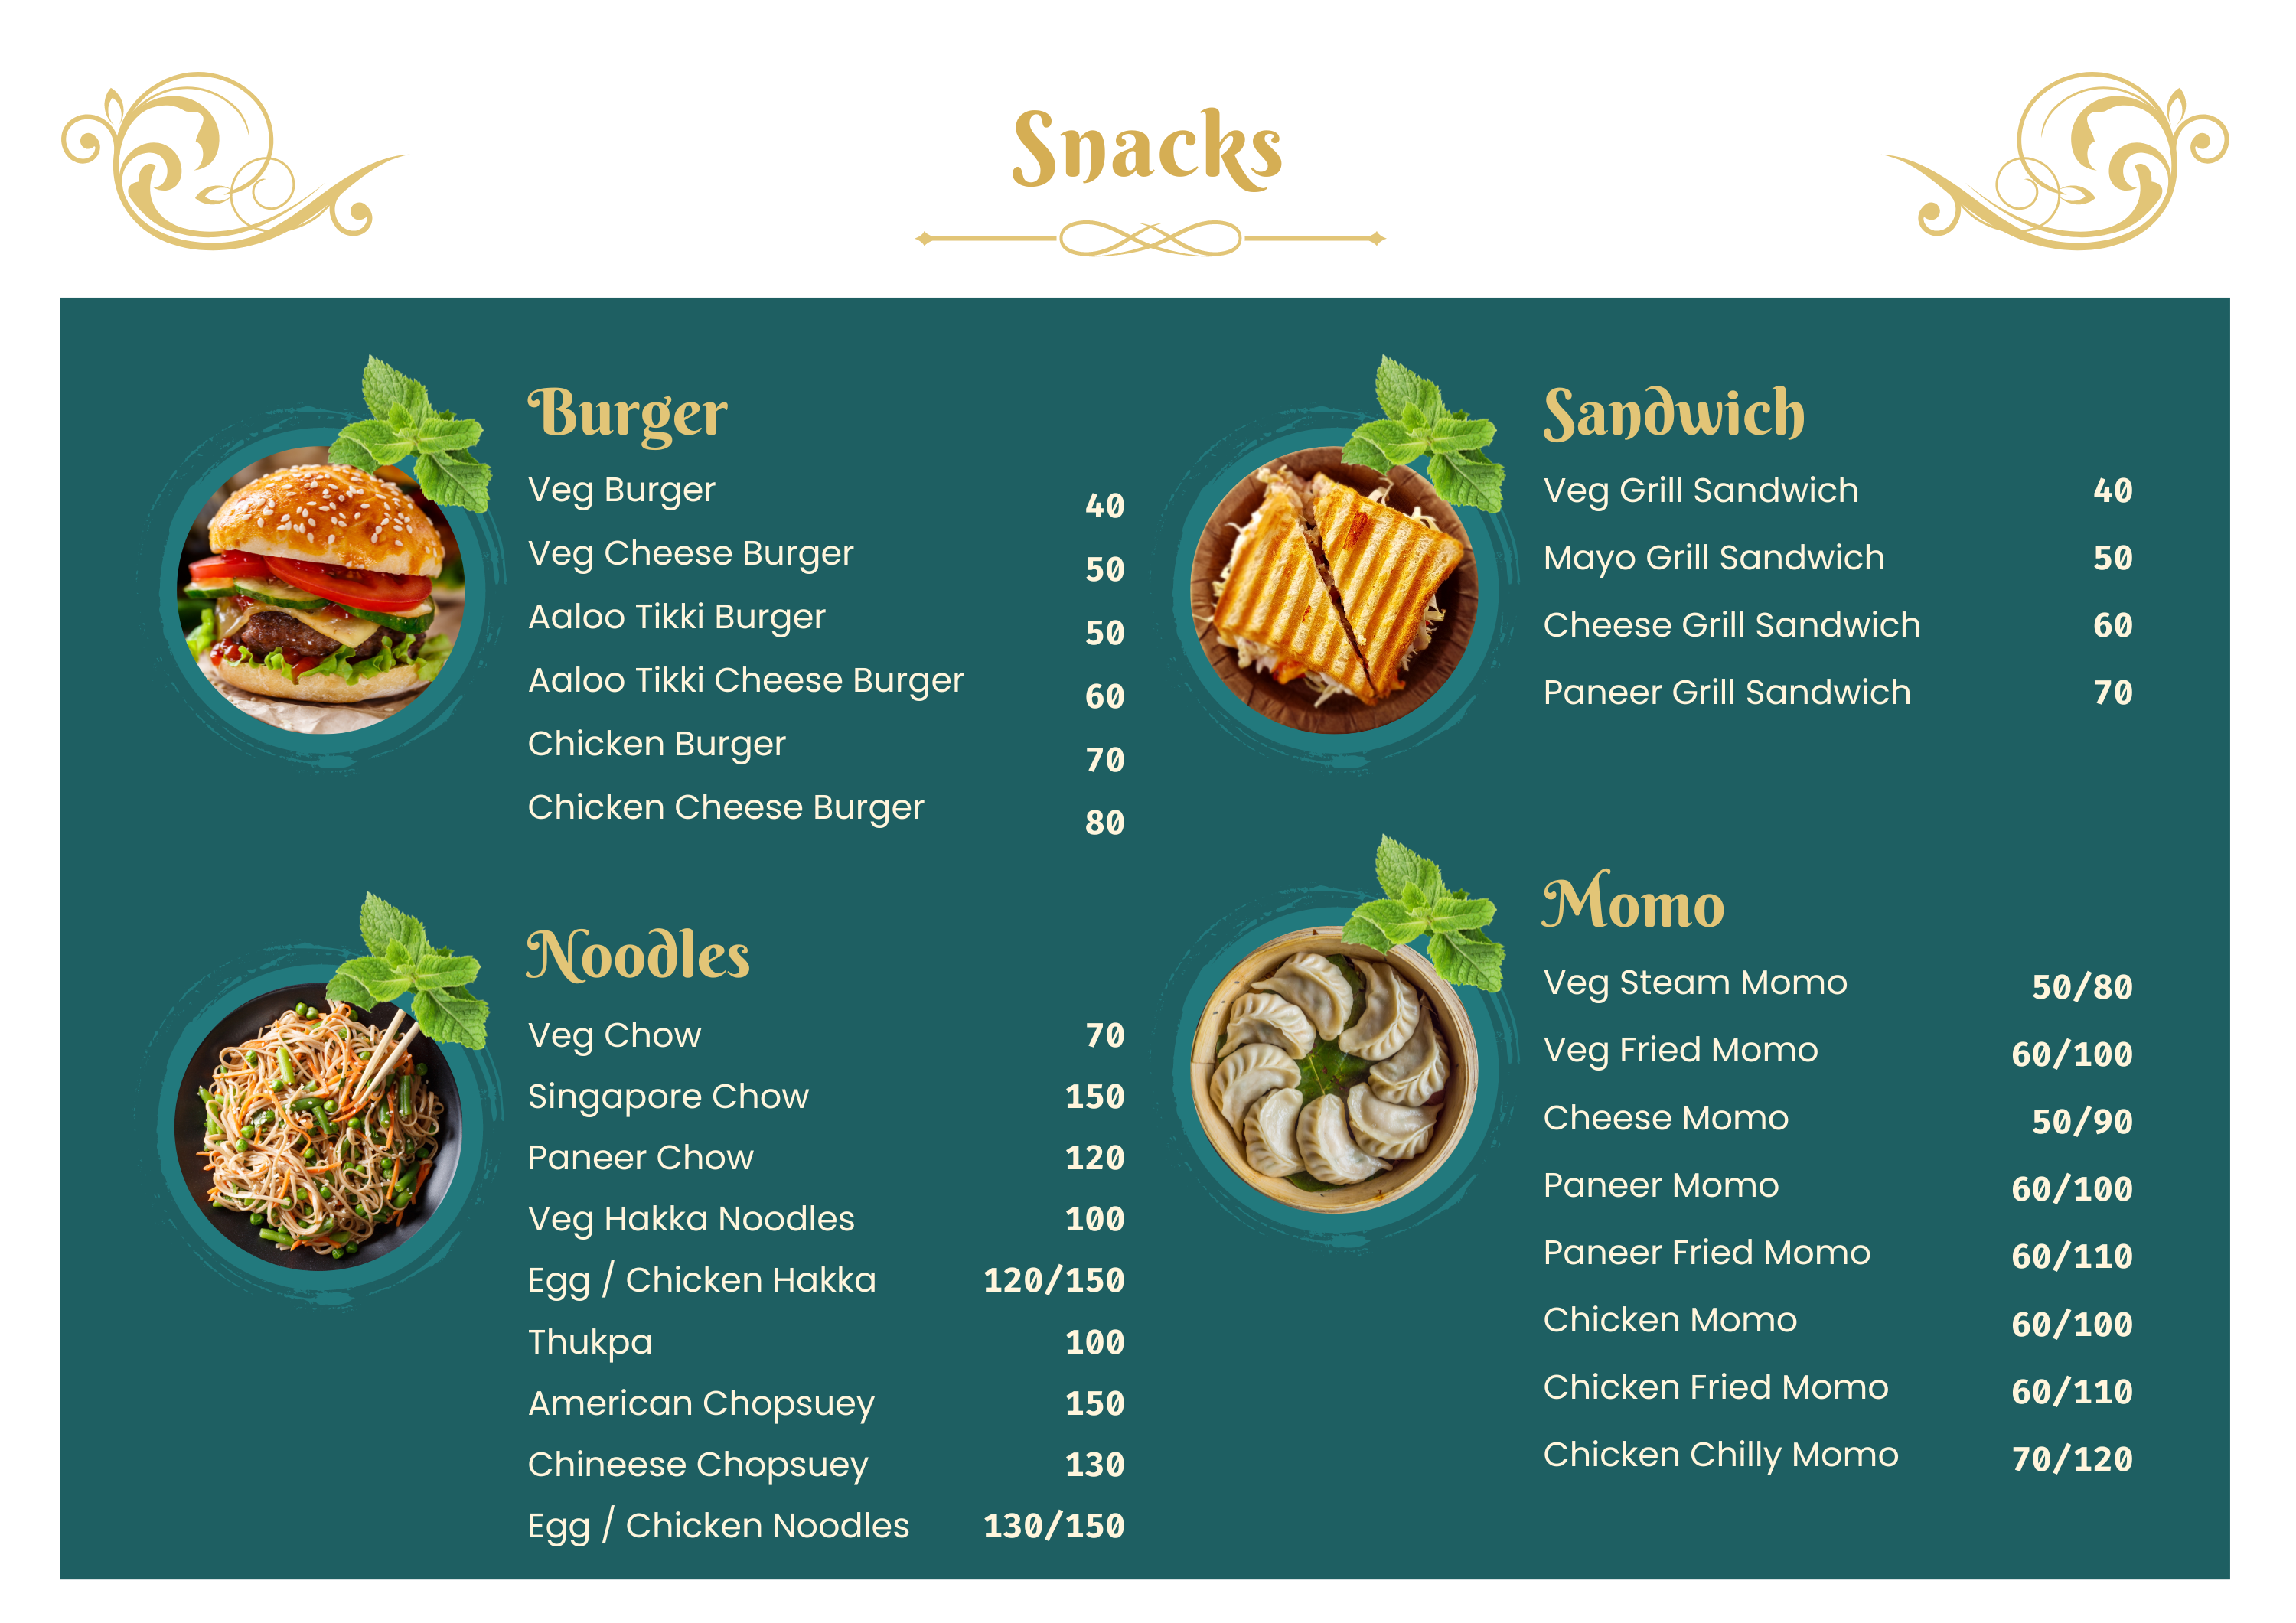 Snacks
Burger
Veg Burger 40
Veg Cheese Burger 50
Aaloo Tikki Burger 50
Aaloo Tikki Cheese Burger 60
Chicken Burger 70
Chicken Cheese Burger 80
Noodles
Veg Chow 70
Singapore Chow 150
Paneer Chow 120
Veg Hakka Noodles 100
Egg / Chicken Hakka 120/150
Thukpa 100
American Chopsuey 150
Chineese Chopsuey 130
Egg / Chicken Noodles 130/150
Sandwich
Veg Grill Sandwich 40
Mayo Grill Sandwich 50
Cheese Grill Sandwich 60
Paneer Grill Sandwich 70
Momo
Veg Steam Momo 50/80
Veg Fried Momo 60/100
Cheese Momo 50/90
Paneer Momo 60/100
Paneer Fried Momo 60/110
Chicken Momo 60/100
Chicken Fried Momo 60/110
Chicken Chilly Momo 70/120